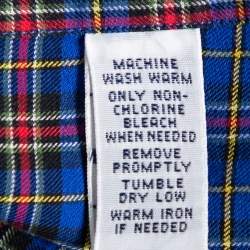 MACHINE
WASH WARM
ONLY NON-
CHLORINE
BLEACH
WHEN NEEDED
REMOVE
PROMPTLY
TUMBLE
DRY LOW
WARM IRON
IF NEEDED